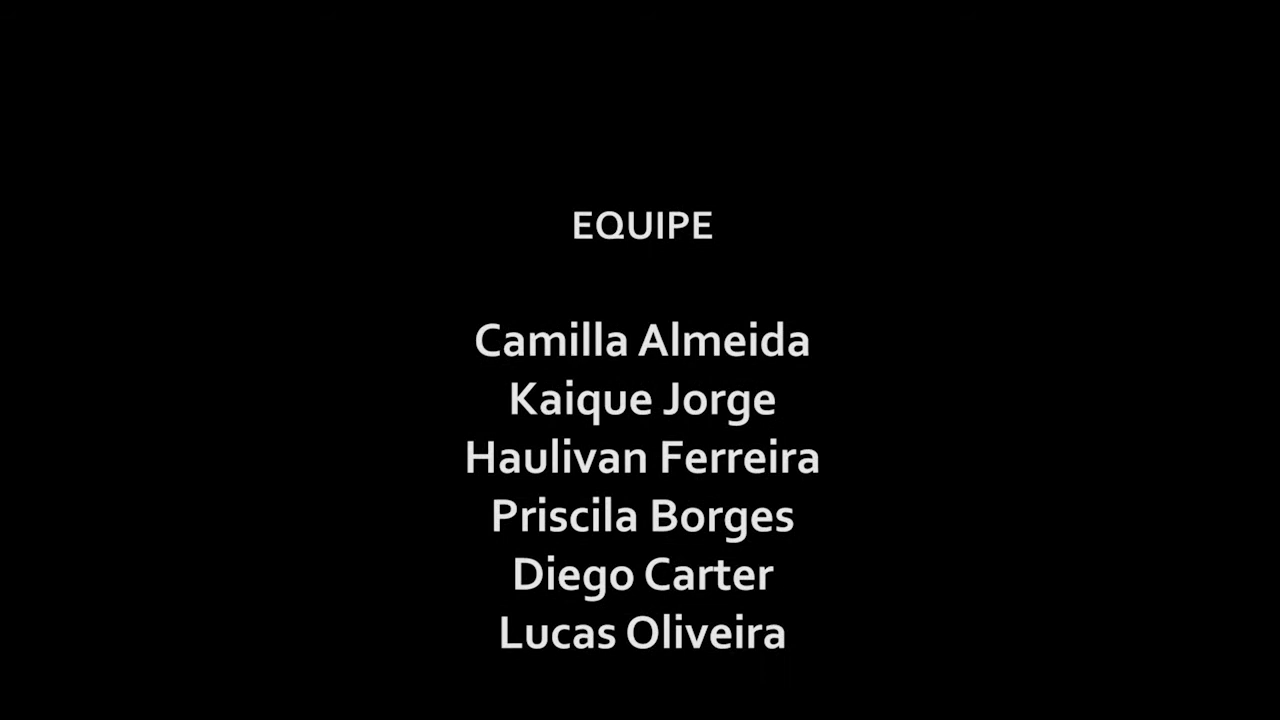 EQUIPE
Camilla Almeida
Kaique Jorge
Haulivan Ferreira
Priscila Borges
Diego Carter
Lucas Oliveira